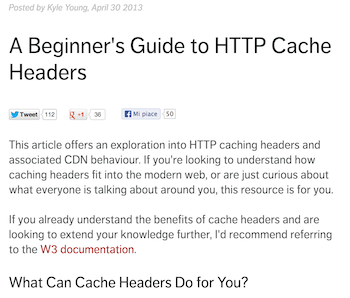 Posted by Kyle Young, April 30 2013
A Beginner's Guide to HTTP Cache
Headers
Tweet 112 +1 36 Mi piace 50
This article offers an exploration into HTTP caching headers and
associated CDN behaviour. If you're looking to understand how
caching headers fit into the modern web, or are just curious about
what everyone is talking about around you, this resource is for you.
If you already understand the benefits of cache headers and are
looking to extend your knowledge further, I'd recommend referring
to the W3 documentation.
What Can Cache Headers Do for You?